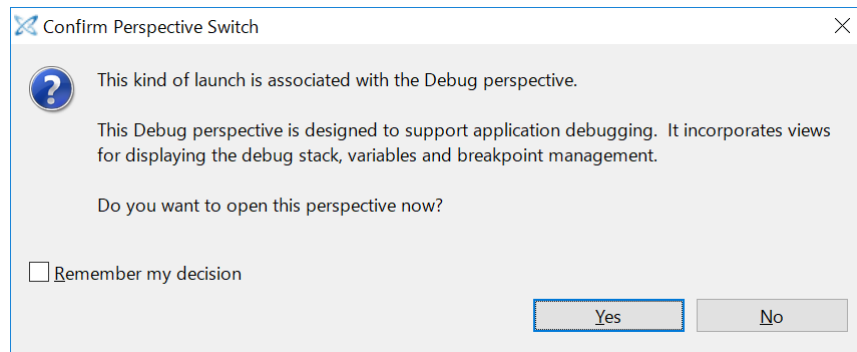 Confirm Perspective Switch
This kind of launch is associated with the Debug perspective.
This Debug perspective is designed to support application debugging.  It incorporates views
for displaying the debug stack, variables and breakpoint management.
Do you want to open this perspective now?
Remember my decision
Yes
No